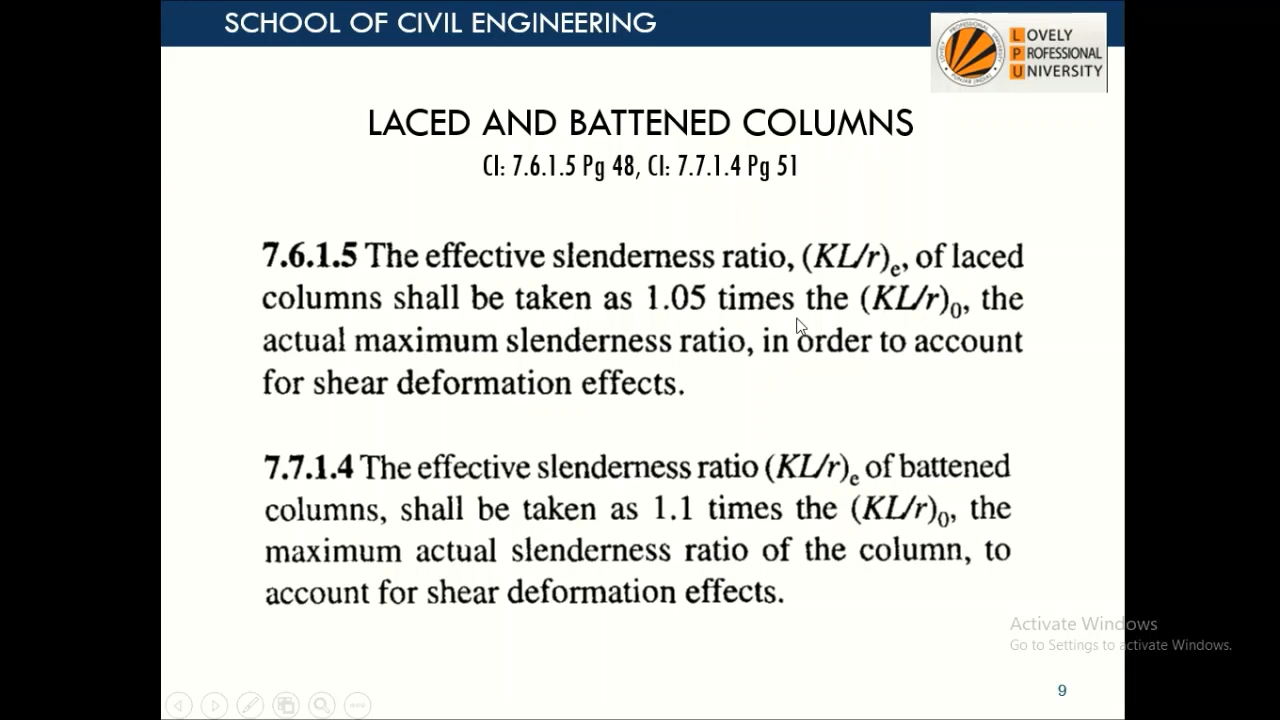 SCHOOL OF CIVIL ENGINEERING
LOVELY
PROFESSIONAL
UNIVERSITY
LACED AND BATTENED COLUMNS
Cl: 7.6.1.5 Pg 48, Cl: 7.7.1.4 Pg 51
7.6.1.5 The effective slenderness ratio, (KL/r)e, of laced
columns shall be taken as 1.05 times the (KL/r)0, the
actual maximum slenderness ratio, in order to account
for shear deformation effects.
7.7.1.4 The effective slenderness ratio (KL/r)e of battened
columns, shall be taken as 1.1 times the (KL/r)0, the
maximum actual slenderness ratio of the column, to
account for shear deformation effects.
Activate Windows
Go to Settings to activate Windows.
9